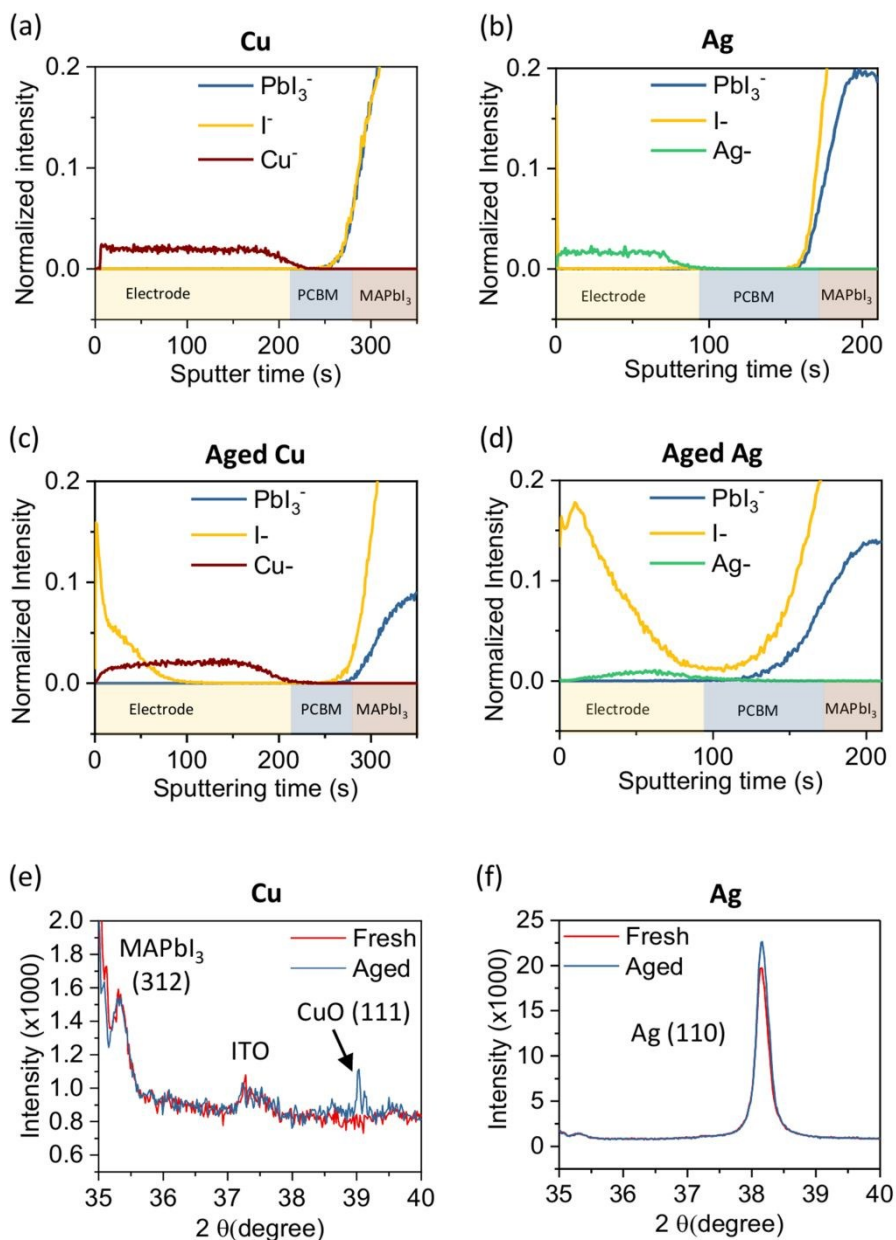 (a)
Cu
Normalized intensity
0.2
0.1
0.0
PbI₃⁻
I⁻
Cu⁻
Electrode
PCBM
MAPbI₃
0 100 200 300
Sputter time (s)
(b)
Ag
Normalized Intensity
0.2
0.1
0.0
PbI₃⁻
I-
Ag-
Electrode
PCBM
MAPbI₃
0 100 200
Sputtering time (s)
(c)
Aged Cu
Normalized Intensity
0.2
0.1
0.0
PbI₃⁻
I-
Cu-
Electrode
PCBM
MAPbI₃
0 100 200 300
Sputtering time (s)
(d)
Aged Ag
Normalized Intensity
0.2
0.1
0.0
PbI₃⁻
I-
Ag-
Electrode
PCBM
MAPbI₃
0 100 200
Sputtering time (s)
(e)
Cu
Intensity (x1000)
2.0
1.8
1.6
1.4
1.2
1.0
0.8
0.6
MAPbI₃
(312)
Fresh
Aged
CuO (111)
ITO
35 36 37 38 39 40
2 θ(degree)
(f)
Ag
Intensity (x1000)
25
20
15
10
5
0
Fresh
Aged
Ag (110)
35 36 37 38 39 40
2 θ(degree)